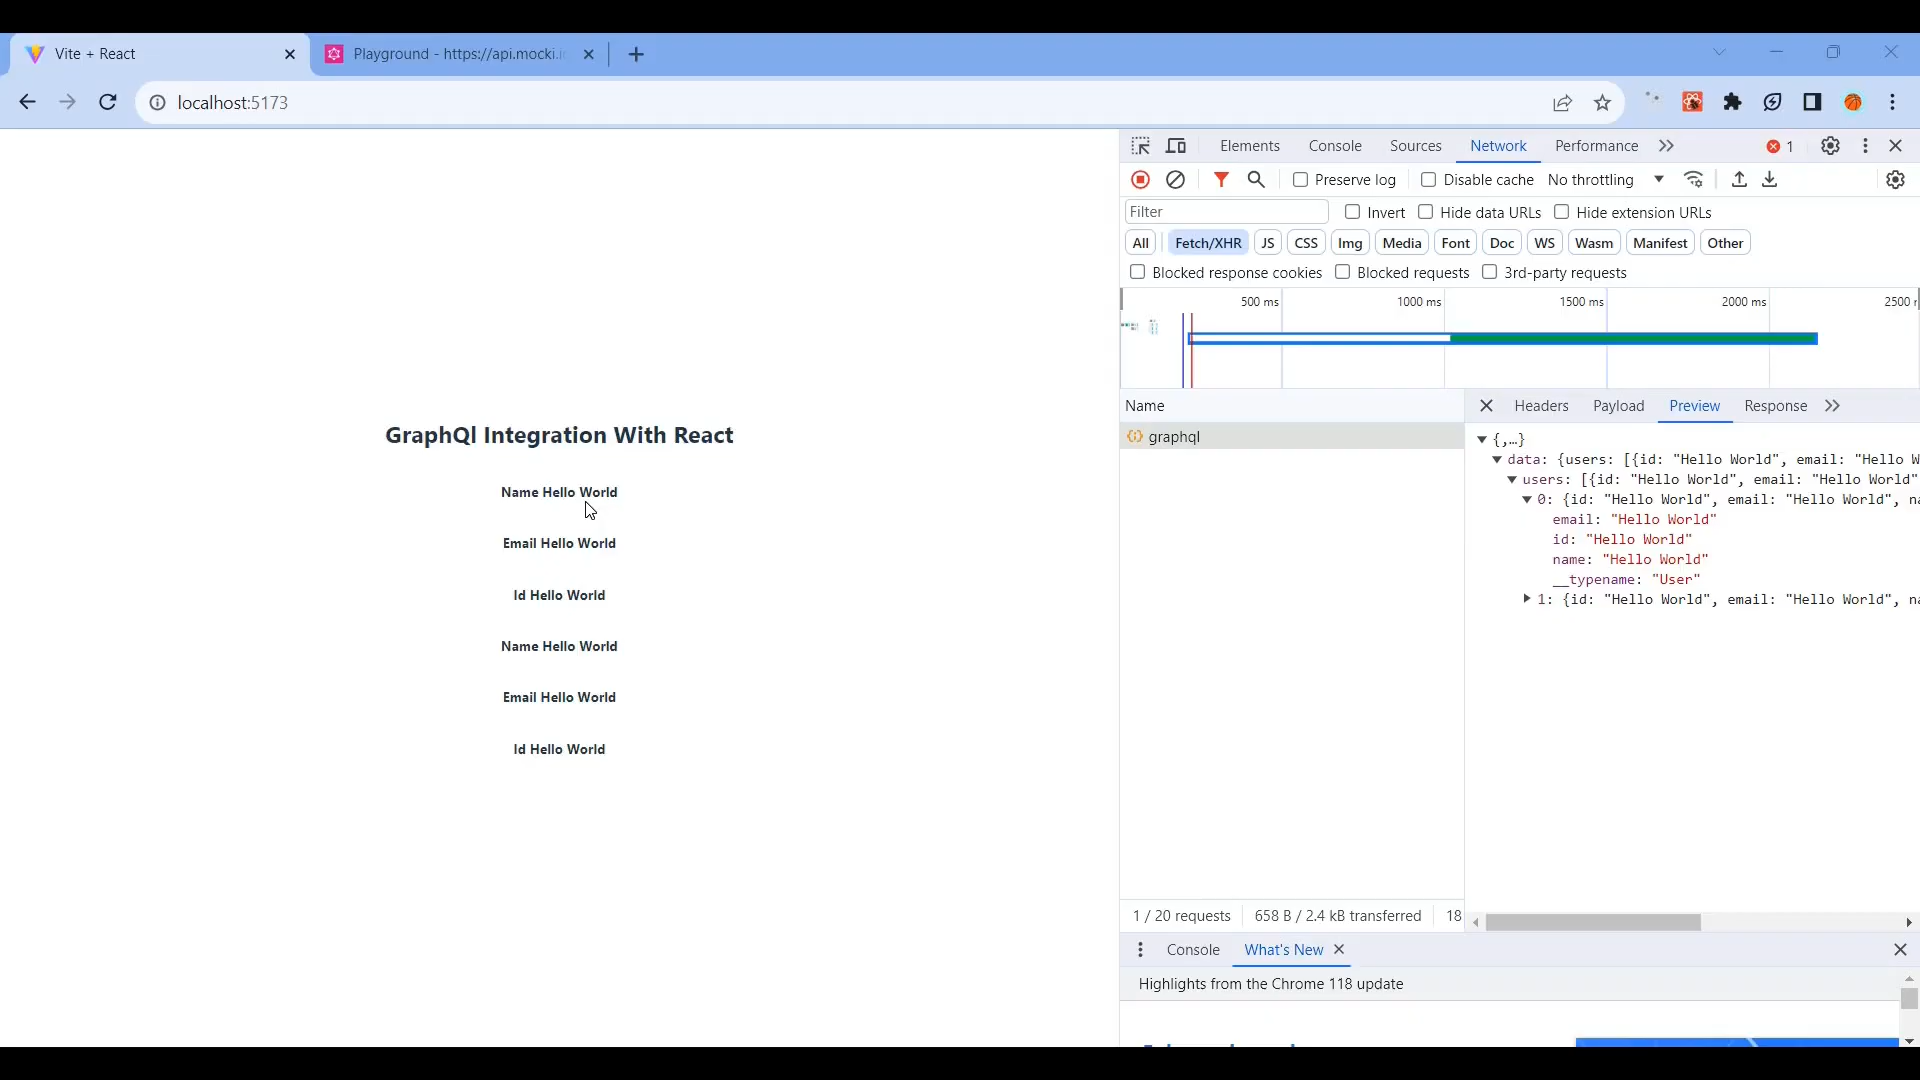 Vite + React
Playground - https://api.mocki.i
localhost:5173
Elements Console Sources Network Performance 1
Preserve log Disable cache No throttling
Filter Invert Hide data URLs Hide extension URLs
All Fetch/XHR JS CSS Img Media Font Doc WS Wasm Manifest Other
Blocked response cookies Blocked requests 3rd-party requests
500 ms 1000 ms 1500 ms 2000 ms 2500
Name
Headers Payload Preview Response
graphql
{,…}
data: {users: [{id: "Hello World", email: "Hello W
users: [{id: "Hello World", email: "Hello World"
0: {id: "Hello World", email: "Hello World", na
email: "Hello World"
id: "Hello World"
name: "Hello World"
__typename: "User"
1: {id: "Hello World", email: "Hello World", na
GraphQl Integration With React
Name Hello World
Email Hello World
Id Hello World
Name Hello World
Email Hello World
Id Hello World
1 / 20 requests 658 B / 2.4 kB transferred 18
Console What's New
Highlights from the Chrome 118 update